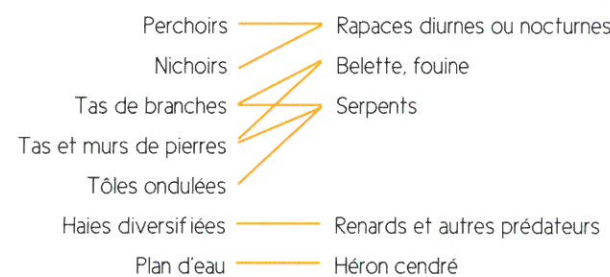 Perchoirs
Rapaces diurnes ou nocturnes
Nichoirs
Belette, fouine
Tas de branches
Serpents
Tas et murs de pierres
Tôles ondulées
Haies diversifiées
Renards et autres prédateurs
Plan d'eau
Héron cendré